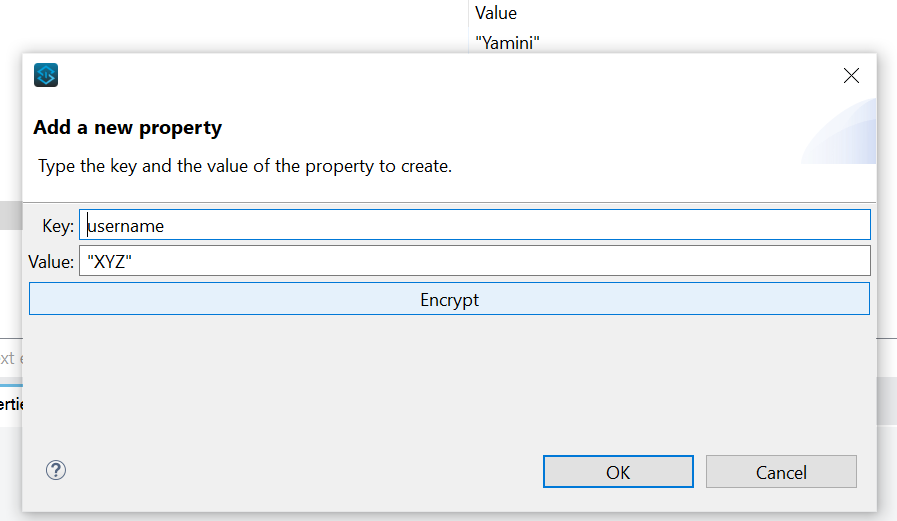 Value
"Yamini"
Add a new property
Type the key and the value of the property to create.
Key: username
Value: "XYZ"
Encrypt
OK
Cancel